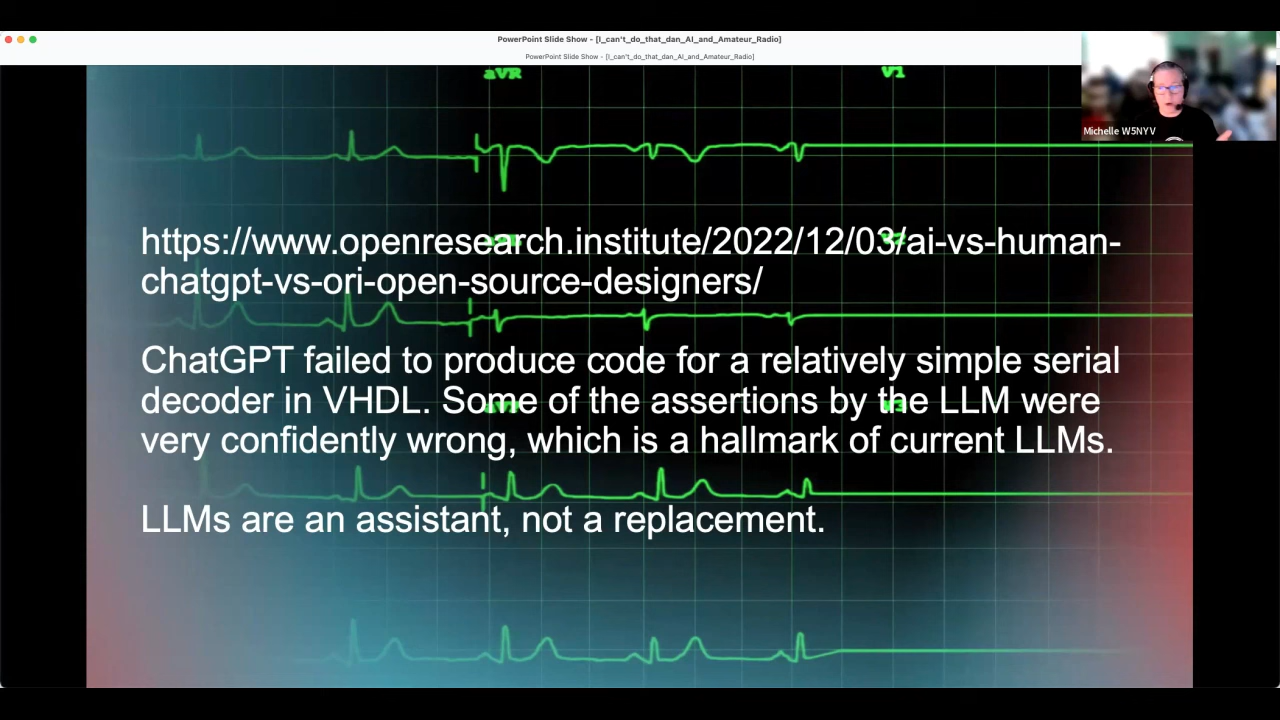 PowerPoint Slide Show - [I_can't_do_that_dan_AI_and_Amateur_Radio]
PowerPoint Slide Show - [I_can't_do_that_dan_AI_and_Amateur_Radio]
aVR
V1
Michelle W5NYV
https://www.openresearch.institute/2022/12/03/ai-vs-human-
chatgpt-vs-ori-open-source-designers/
ChatGPT failed to produce code for a relatively simple serial
decoder in VHDL. Some of the assertions by the LLM were
very confidently wrong, which is a hallmark of current LLMs.
LLMs are an assistant, not a replacement.